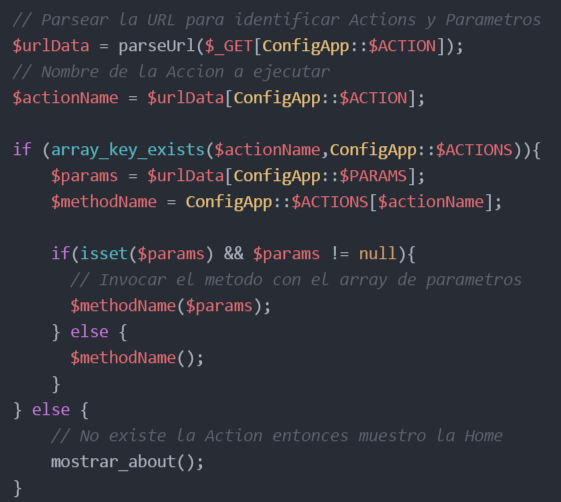 // Parsear la URL para identificar Actions y Parametros
$urlData = parseUrl($_GET[ConfigApp::$ACTION]);
// Nombre de la Accion a ejecutar
$actionName = $urlData[ConfigApp::$ACTION];

if (array_key_exists($actionName,ConfigApp::$ACTIONS)){
    $params = $urlData[ConfigApp::$PARAMS];
    $methodName = ConfigApp::$ACTIONS[$actionName];

    if(isset($params) && $params != null){
      // Invocar el metodo con el array de parametros
      $methodName($params);
    } else {
      $methodName();
    }
} else {
    // No existe la Action entonces muestro la Home
    mostrar_about();
}